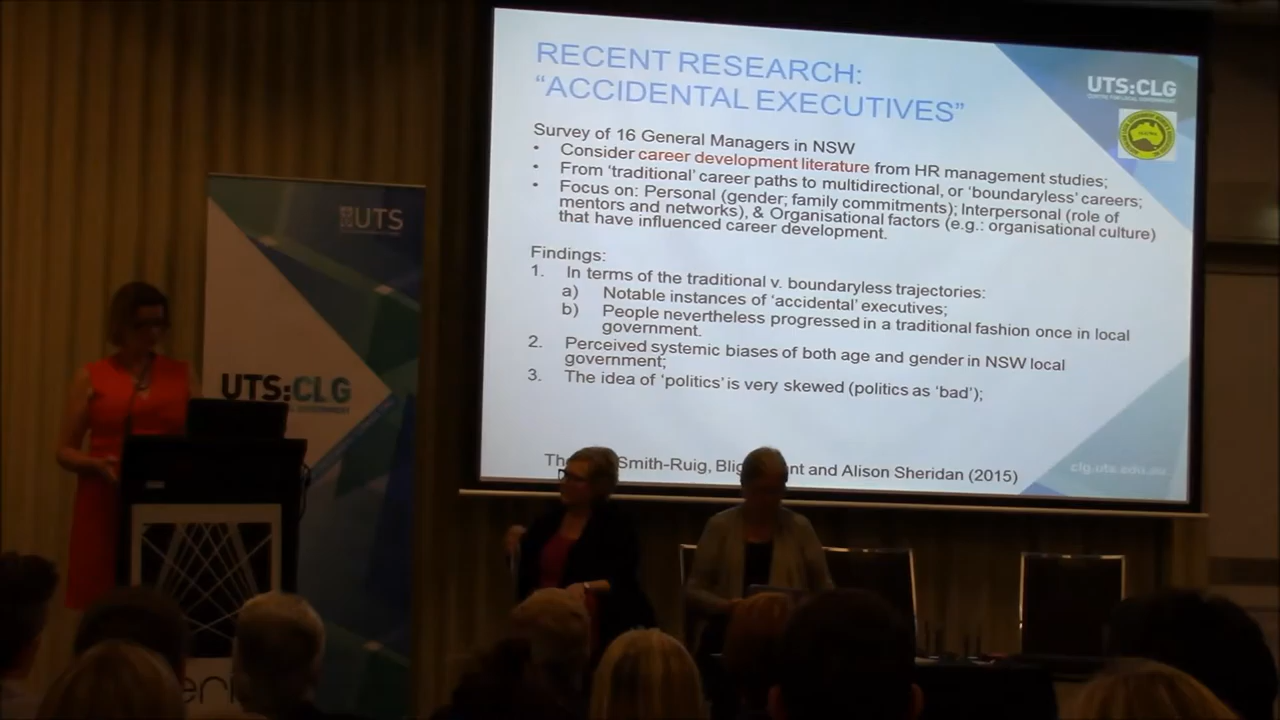 RECENT RESEARCH:
“ACCIDENTAL EXECUTIVES”
UTS:CLG
CENTRE FOR LOCAL GOVERNMENT
Survey of 16 General Managers in NSW
• Consider career development literature from HR management studies;
• From ‘traditional’ career paths to multidirectional, or ‘boundaryless’ careers;
• Focus on: Personal (gender; family commitments); Interpersonal (role of
mentors and networks), & Organisational factors (e.g.: organisational culture)
that have influenced career development.
Findings:
1. In terms of the traditional v. boundaryless trajectories:
a) Notable instances of ‘accidental’ executives;
b) People nevertheless progressed in a traditional fashion once in local
government.
2. Perceived systemic biases of both age and gender in NSW local
government;
3. The idea of ‘politics’ is very skewed (politics as ‘bad’);
Smith-Ruig, and Alison Sheridan (2015)
clg.uts.edu.au
UTS
UTS:CLG